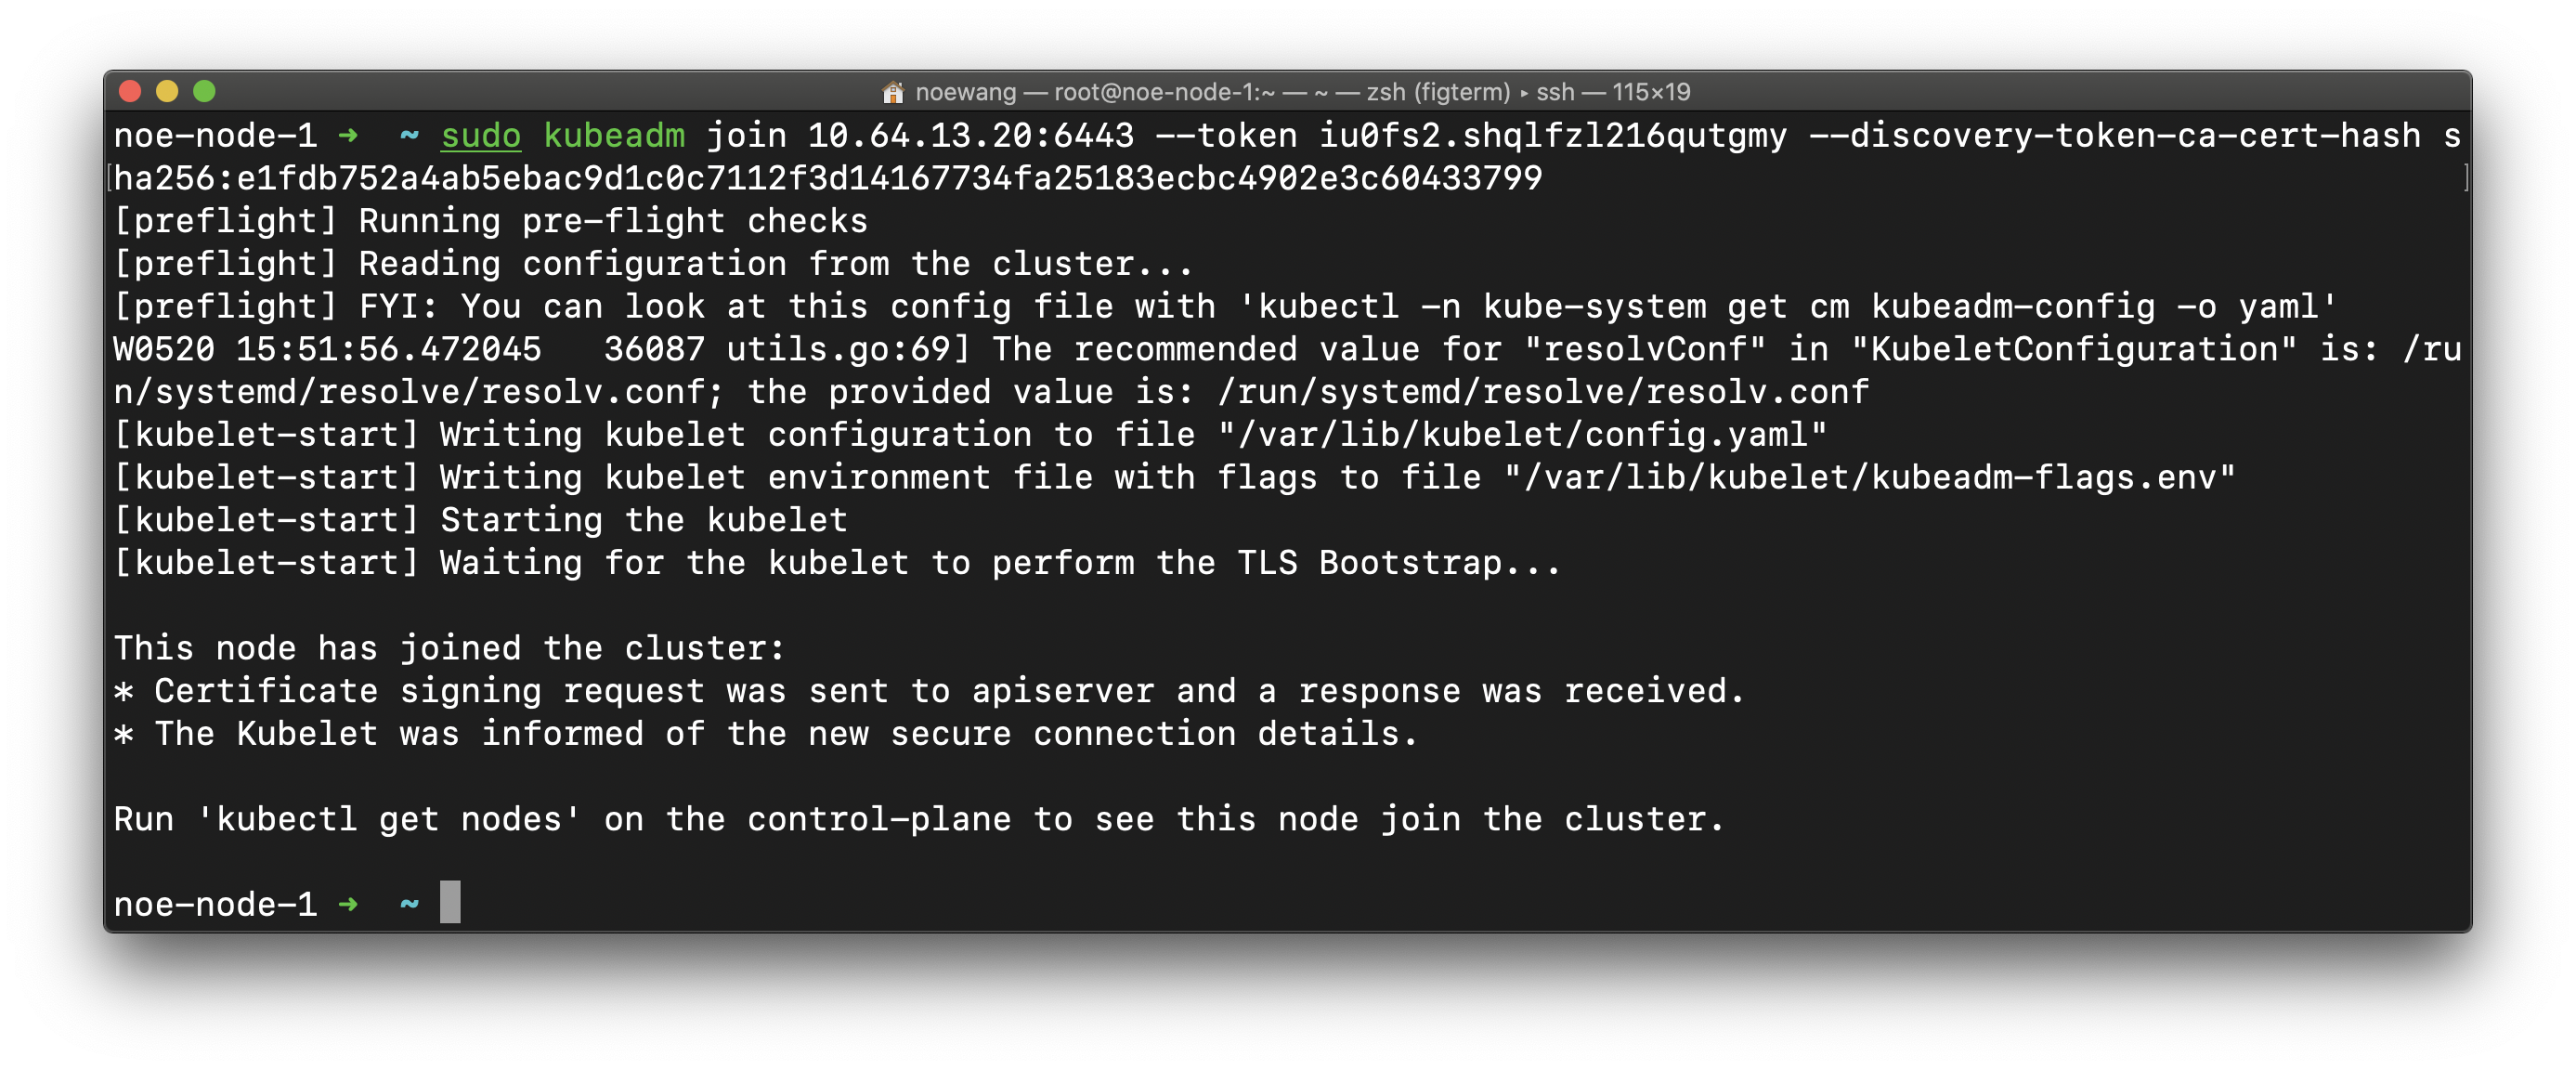 noewang — root@noe-node-1:~ — ~ — zsh (figterm) ▸ ssh — 115×19
noe-node-1 ➜  ~ sudo kubeadm join 10.64.13.20:6443 --token iu0fs2.shqlfzl216qutgmy --discovery-token-ca-cert-hash s
ha256:e1fdb752a4ab5ebac9d1c0c7112f3d14167734fa25183ecbc4902e3c60433799
[preflight] Running pre-flight checks
[preflight] Reading configuration from the cluster...
[preflight] FYI: You can look at this config file with 'kubectl -n kube-system get cm kubeadm-config -o yaml'
W0520 15:51:56.472045   36087 utils.go:69] The recommended value for "resolvConf" in "KubeletConfiguration" is: /ru
n/systemd/resolve/resolv.conf; the provided value is: /run/systemd/resolve/resolv.conf
[kubelet-start] Writing kubelet configuration to file "/var/lib/kubelet/config.yaml"
[kubelet-start] Writing kubelet environment file with flags to file "/var/lib/kubelet/kubeadm-flags.env"
[kubelet-start] Starting the kubelet
[kubelet-start] Waiting for the kubelet to perform the TLS Bootstrap...
This node has joined the cluster:
* Certificate signing request was sent to apiserver and a response was received.
* The Kubelet was informed of the new secure connection details.
Run 'kubectl get nodes' on the control-plane to see this node join the cluster.
noe-node-1 ➜  ~